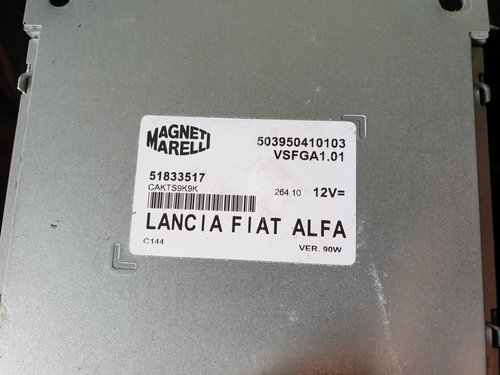 MAGNETI
MARELLI
503950410103
VSFGA1.01
51833517
CAKTS9K9K
264 10 12V=
LANCIA FIAT ALFA
C144
VER. 90W